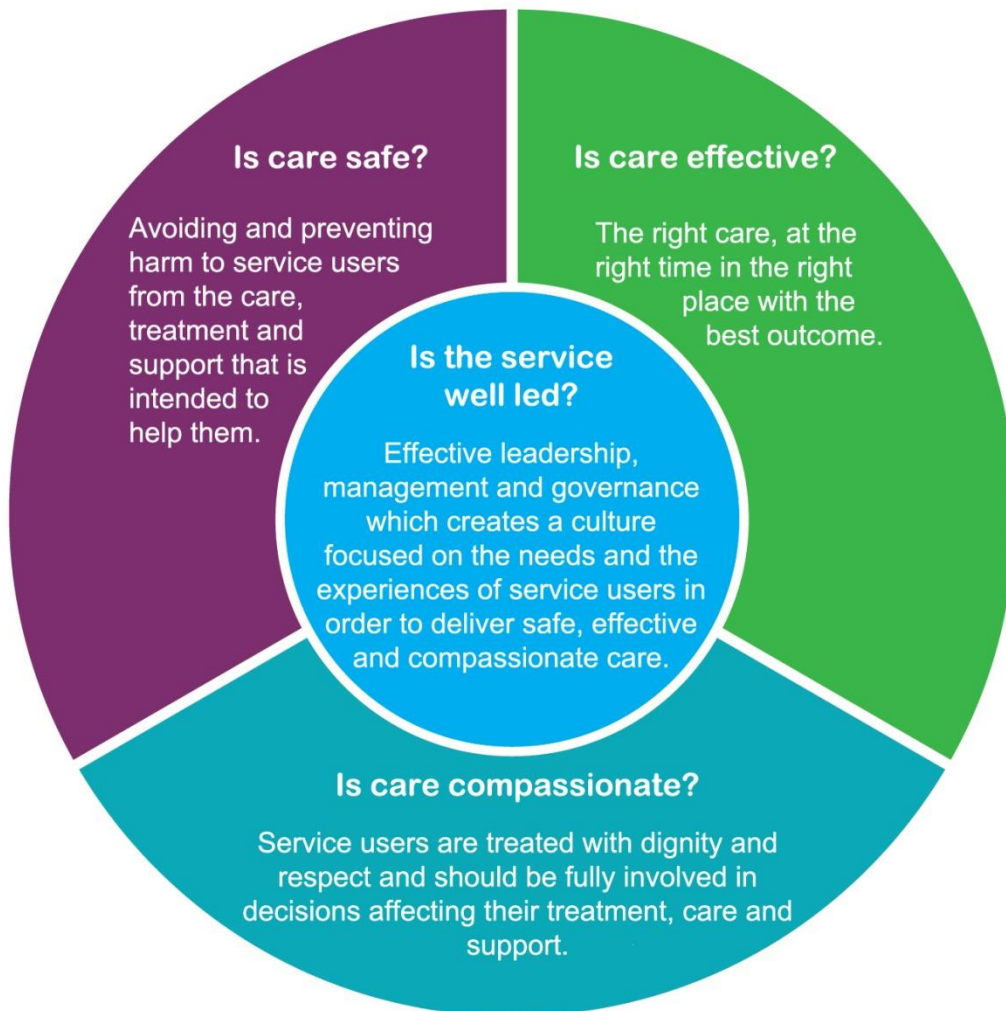 Is care safe?
Avoiding and preventing
harm to service users
from the care,
treatment and
support that is
intended to
help them.
Is care effective?
The right care, at the
right time in the right
place with the
best outcome.
Is the service
well led?
Effective leadership,
management and governance
which creates a culture
focused on the needs and the
experiences of service users in
order to deliver safe, effective
and compassionate care.
Is care compassionate?
Service users are treated with dignity and
respect and should be fully involved in
decisions affecting their treatment, care and
support.